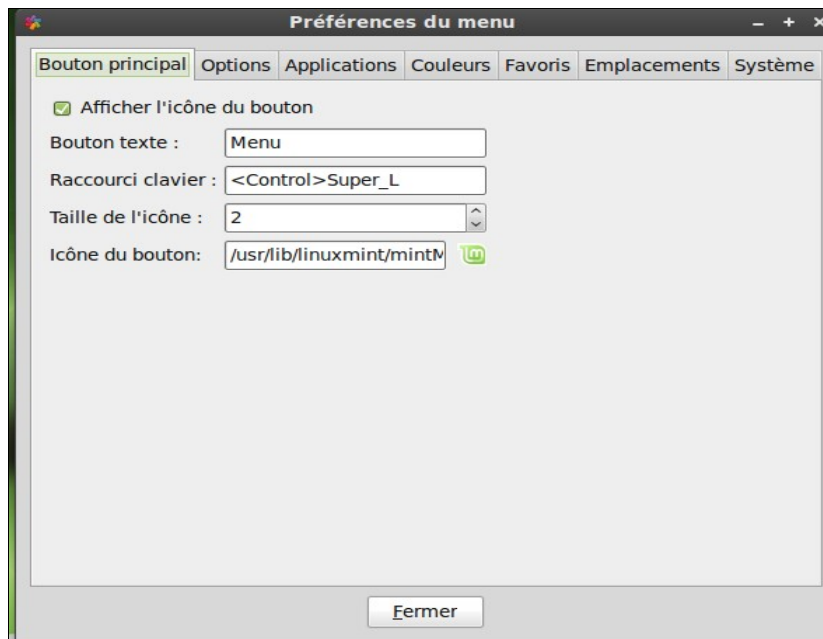 Préférences du menu
Bouton principal Options Applications Couleurs Favoris Emplacements Système
Afficher l'icône du bouton
Bouton texte : Menu
Raccourci clavier : <Control>Super_L
Taille de l'icône : 2
Icône du bouton: /usr/lib/linuxmint/mintM
Fermer